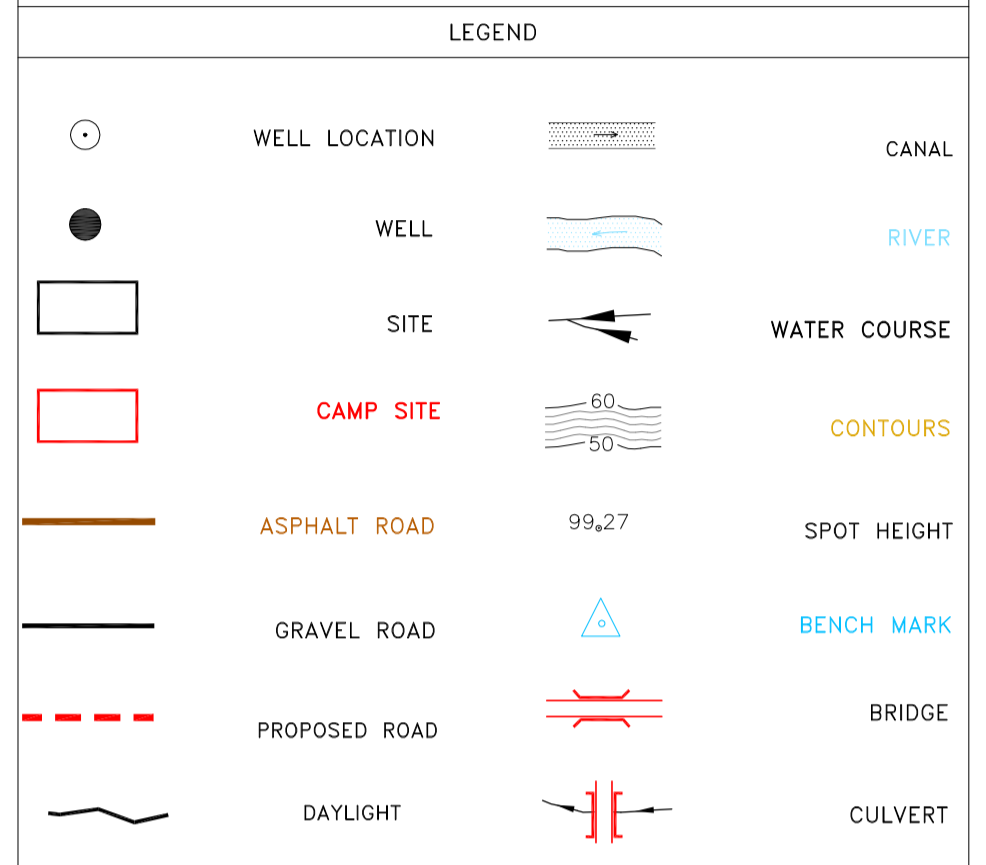 LEGEND
WELL LOCATION
CANAL
WELL
RIVER
SITE
WATER COURSE
CAMP SITE
60
50
CONTOURS
ASPHALT ROAD
99.27
SPOT HEIGHT
GRAVEL ROAD
BENCH MARK
PROPOSED ROAD
BRIDGE
DAYLIGHT
CULVERT